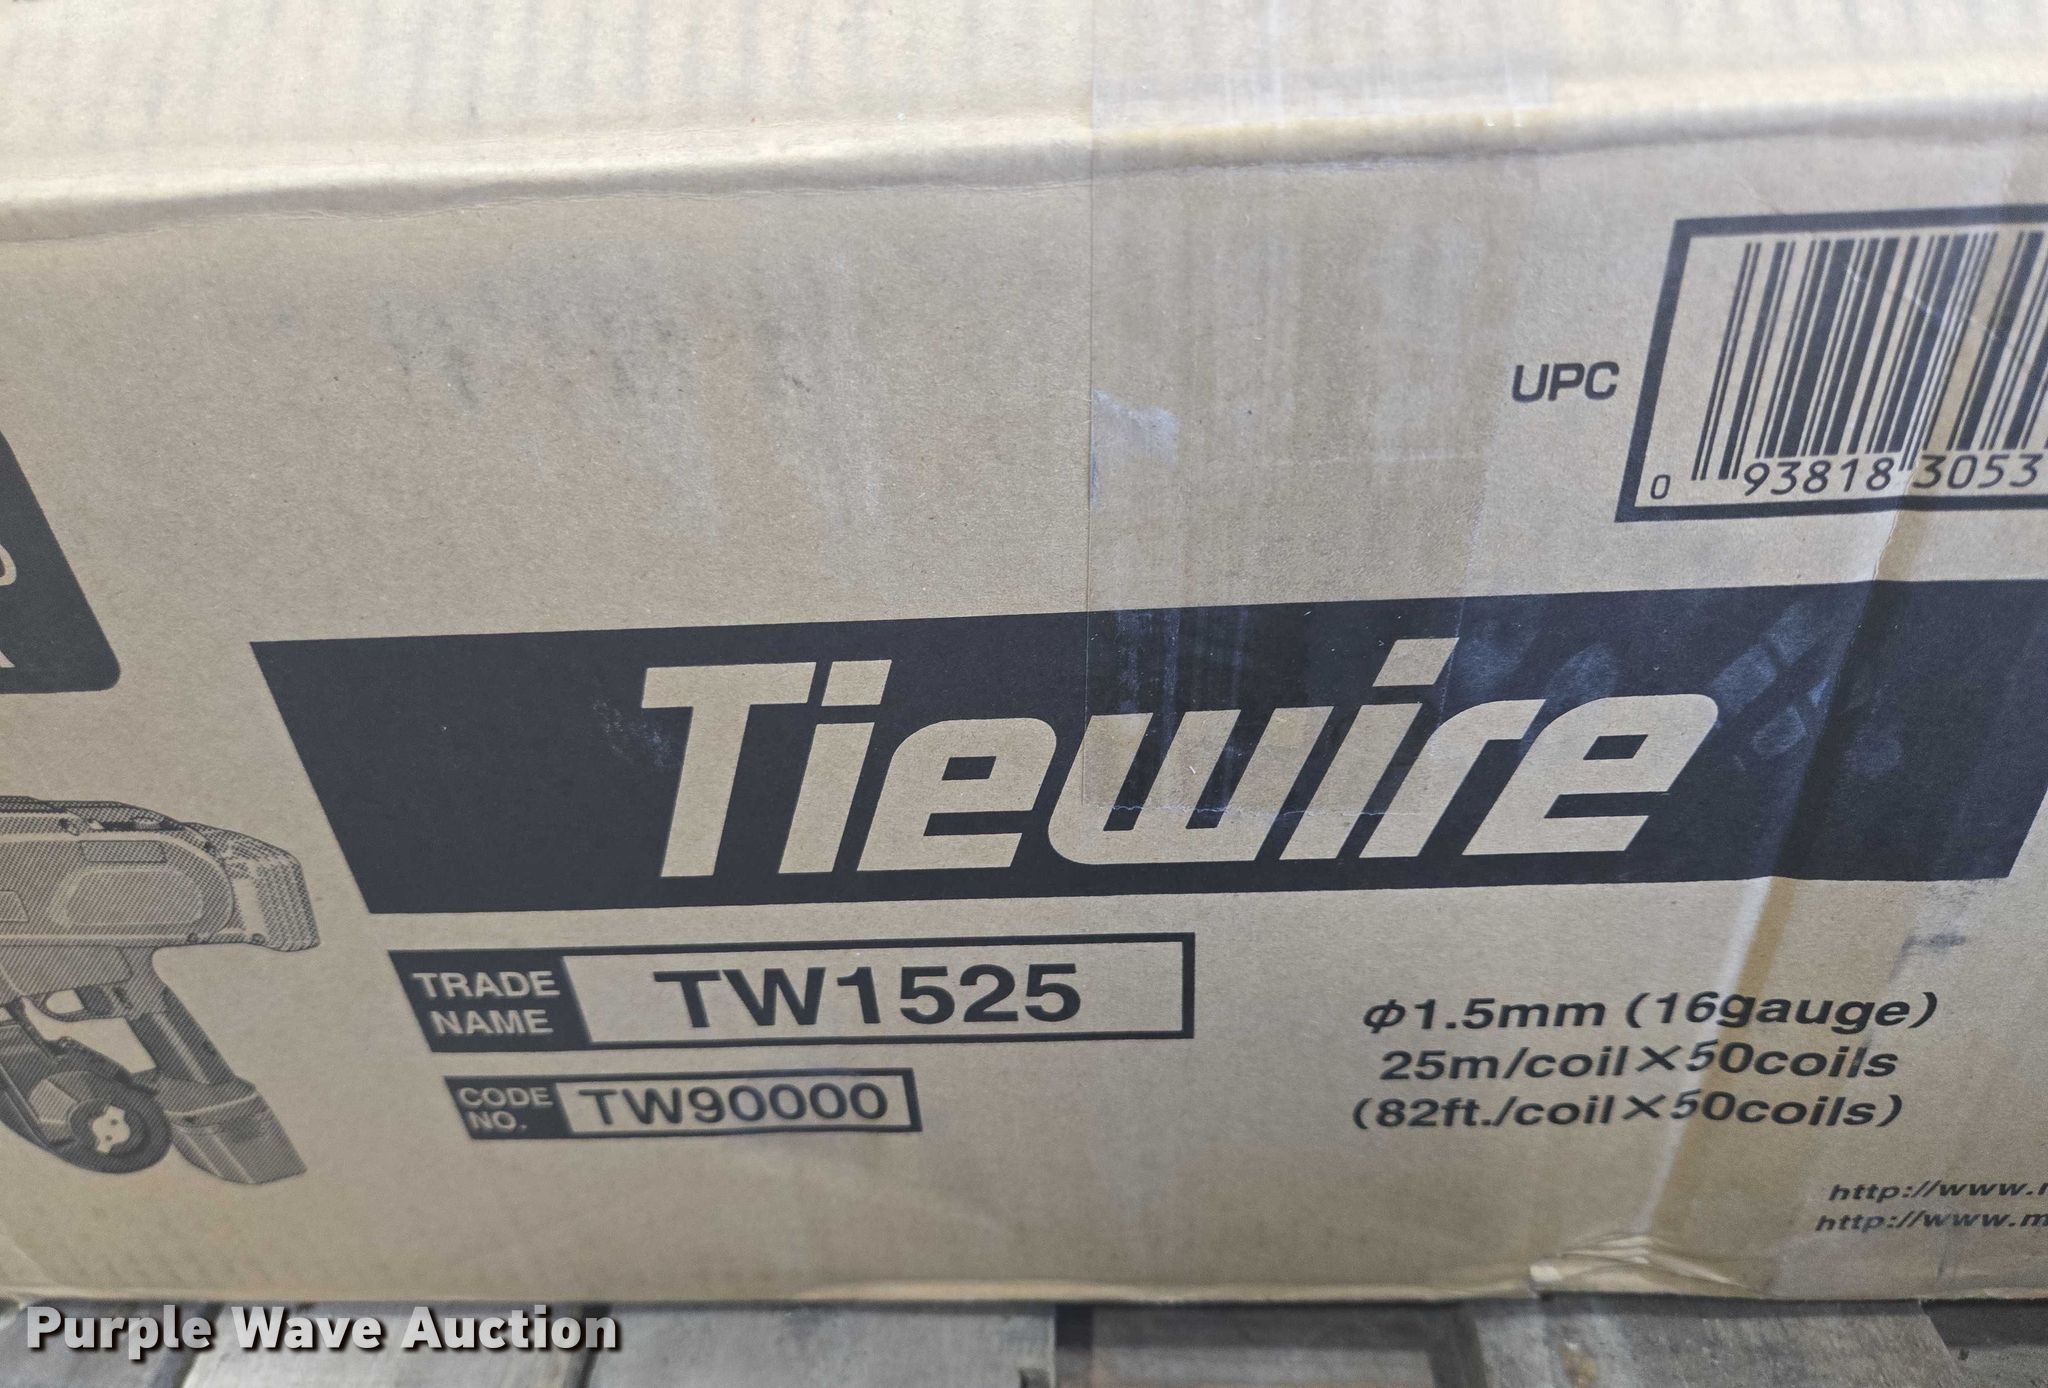 UPC
0 93818 3053
Tiewire
TRADE NAME TW1525
CODE NO. TW90000
φ1.5mm (16gauge)
25m/coil×50coils
(82ft./coil×50coils)
http://www.
http://www.m
Purple Wave Auction